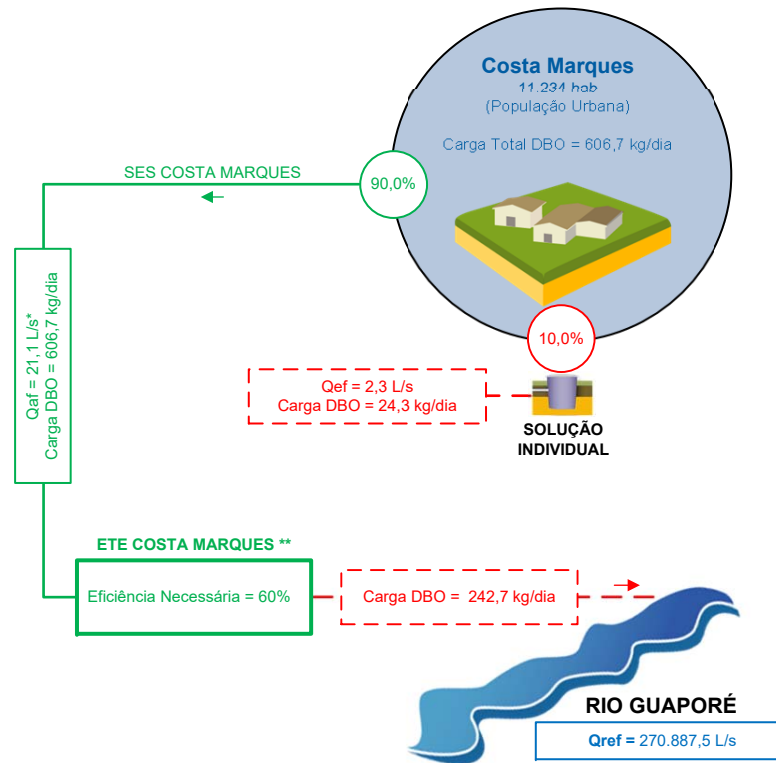 Costa Marques
11.234 hab
(População Urbana)
Carga Total DBO = 606,7 kg/dia
SES COSTA MARQUES
90,0%
10,0%
Qaf = 21,1 L/s*
Carga DBO = 606,7 kg/dia
Qef = 2,3 L/s
Carga DBO = 24,3 kg/dia
SOLUÇÃO
INDIVIDUAL
ETE COSTA MARQUES **
Eficiência Necessária = 60%
Carga DBO = 242,7 kg/dia
RIO GUAPORÉ
Qref = 270.887,5 L/s